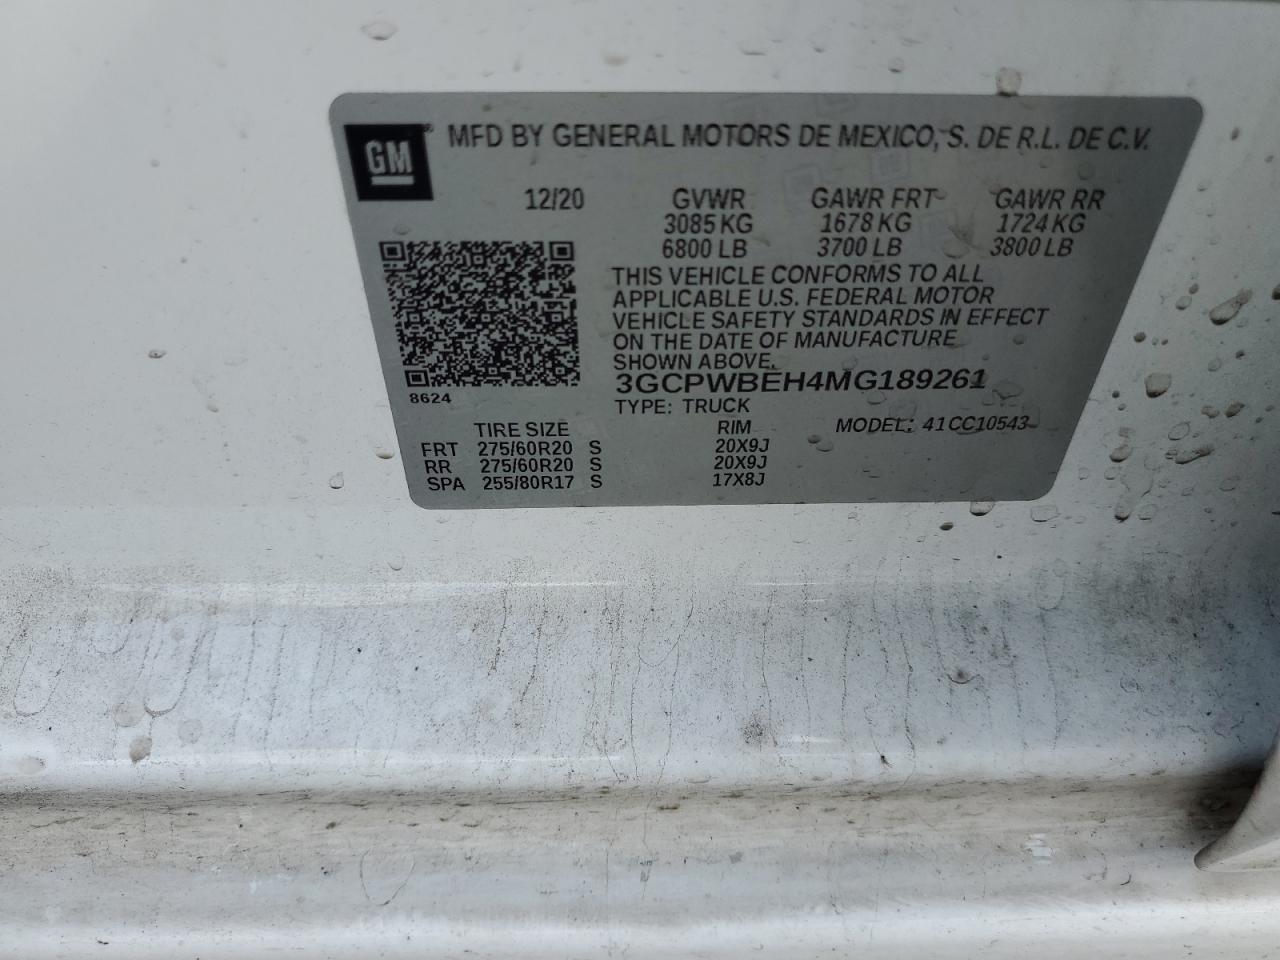 GM® MFD BY GENERAL MOTORS DE MEXICO, S. DE R.L. DE C.V.
12/20 GVWR GAWR FRT GAWR RR
3085 KG 1678 KG 1724 KG
6800 LB 3700 LB 3800 LB
THIS VEHICLE CONFORMS TO ALL
APPLICABLE U.S. FEDERAL MOTOR
VEHICLE SAFETY STANDARDS IN EFFECT
ON THE DATE OF MANUFACTURE
SHOWN ABOVE.
3GCPWBEH4MG189261
8624
TYPE: TRUCK
MODEL: 41CC10543
TIRE SIZE RIM
FRT 275/60R20 S 20X9J
RR 275/60R20 S 20X9J
SPA 255/80R17 S 17X8J